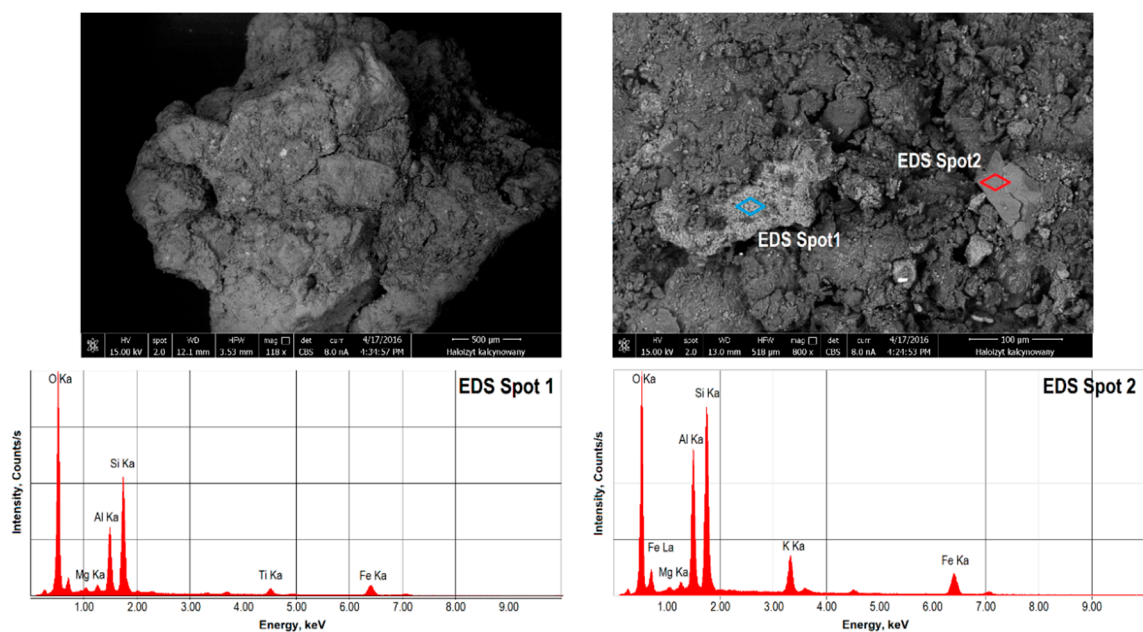 EDS Spot2
EDS Spot1
HV spot WD HFW mag det curr 4/17/2016 500 µm
15.00 kV 2.0 12.1 mm 3.53 mm 118 x CBS 8.0 nA 4:34:57 PM Haloizyt kalcynowany
HV spot WD HFW mag det curr 4/17/2016 100 µm
15.00 kV 2.0 13.0 mm 518 µm 800 x CBS 8.0 nA 4:24:53 PM Haloizyt kalcynowany
EDS Spot 1
O Ka
Si Ka
Al Ka
Mg Ka
Ti Ka
Fe Ka
Intensity, Counts/s
1.00 2.00 3.00 4.00 5.00 6.00 7.00 8.00 9.00
Energy, keV
EDS Spot 2
O Ka
Si Ka
Al Ka
Fe La
Mg Ka
K Ka
Fe Ka
Intensity, Counts/s
1.00 2.00 3.00 4.00 6.00 7.00 8.00 9.00
Energy, keV